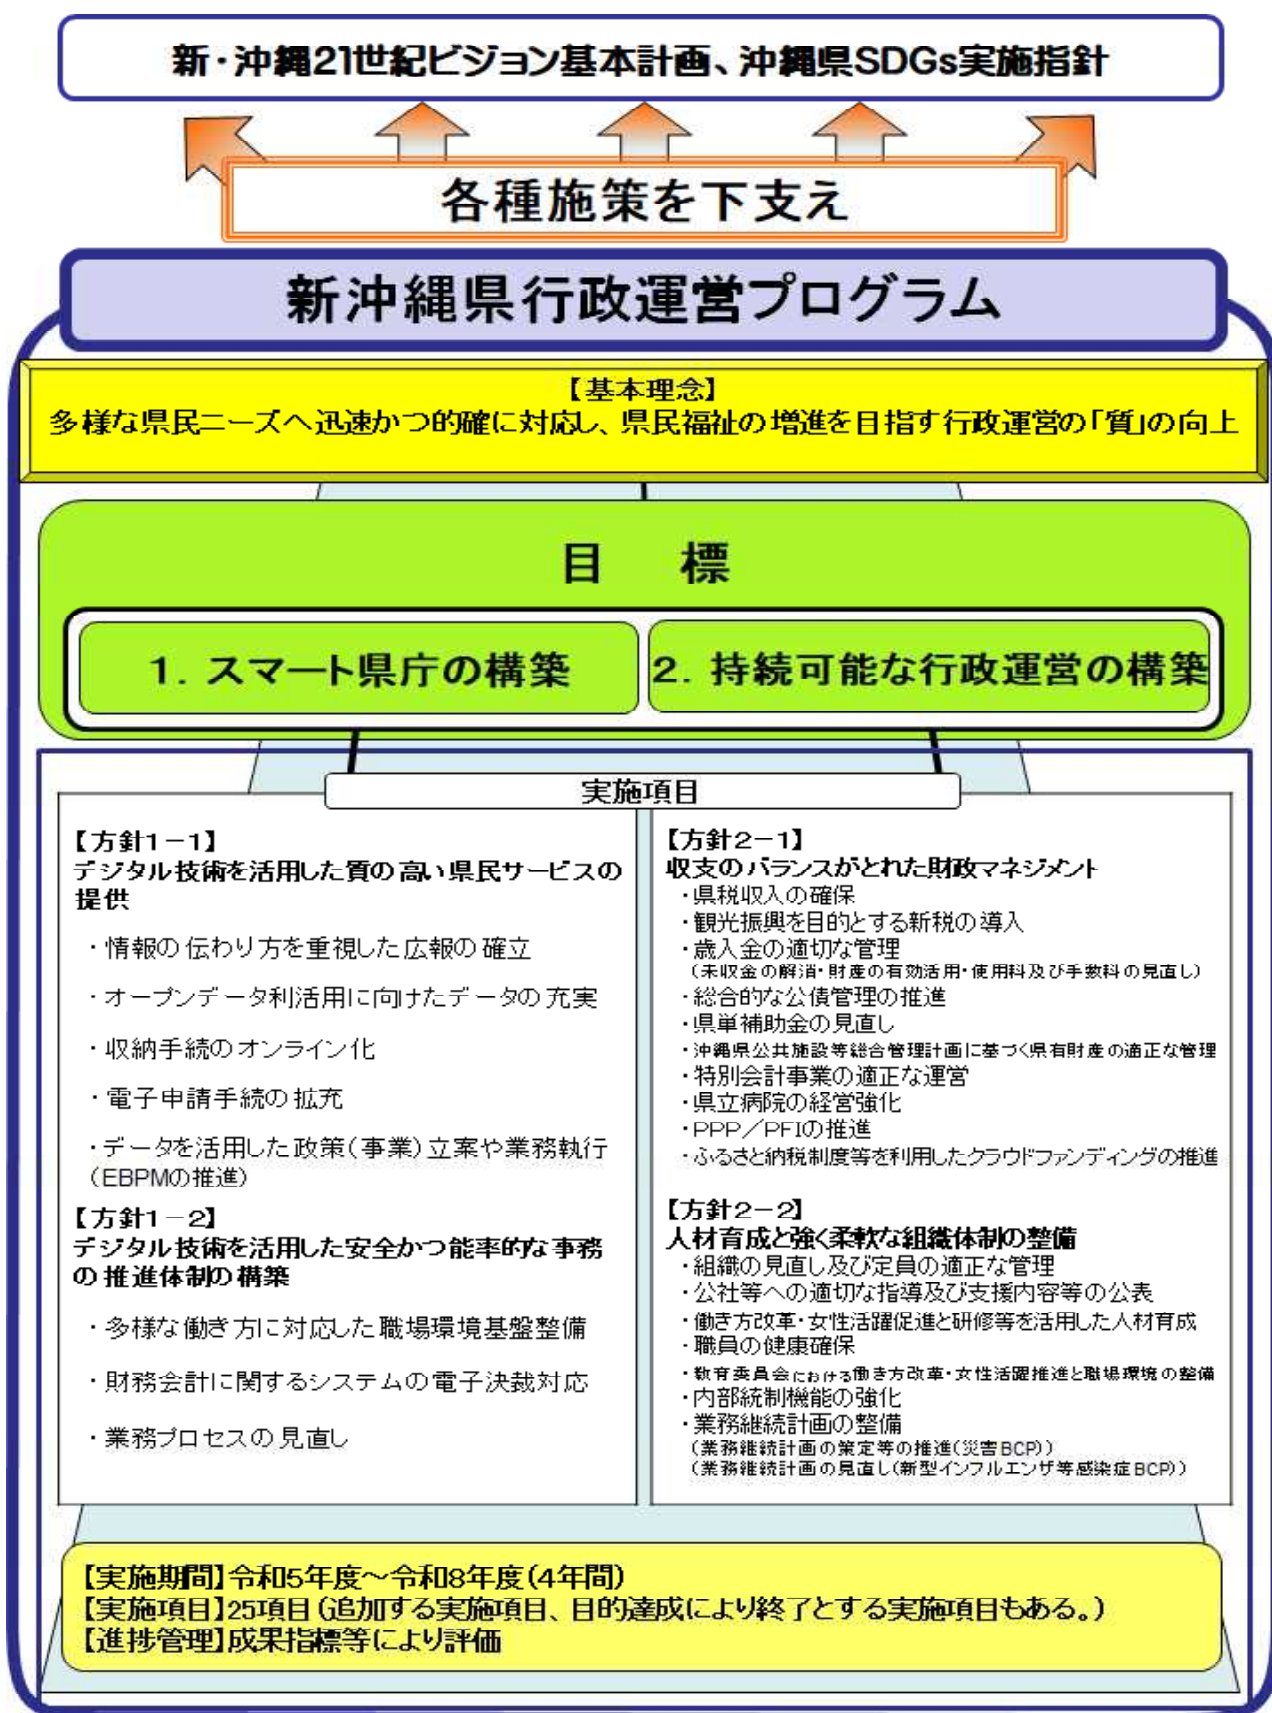 新・沖縄21世紀ビジョン基本計画、沖縄県SDGs実施指針
各種施策を下支え
新沖縄県行政運営プログラム
【基本理念】
多様な県民ニーズへ迅速かつ的確に対応し、県民福祉の増進を目指す行政運営の「質」の向上
目　標
1. スマート県庁の構築
2. 持続可能な行政運営の構築
実施項目
【方針1－1】
デジタル技術を活用した質の高い県民サービスの
提供
・情報の伝わり方を重視した広報の確立
・オープンデータ利活用に向けたデータの充実
・収納手続のオンライン化
・電子申請手続の拡充
・データを活用した政策(事業)立案や業務執行
(EBPMの推進)
【方針1－2】
デジタル技術を活用した安全かつ能率的な事務
の推進体制の構築
・多様な働き方に対応した職場環境基盤整備
・財務会計に関するシステムの電子決裁対応
・業務プロセスの見直し
【方針2－1】
収支のバランスがとれた財政マネジメント
・県税収入の確保
・観光振興を目的とする新税の導入
・歳入金の適切な管理
(未収金の解消・財産の有効活用・使用料及び手数料の見直し)
・総合的な公債管理の推進
・県単補助金の見直し
・沖縄県公共施設等総合管理計画に基づく県有財産の適正な管理
・特別会計事業の適正な運営
・県立病院の経営強化
・PPP／PFIの推進
・ふるさと納税制度等を利用したクラウドファンディングの推進
【方針2－2】
人材育成と強く柔軟な組織体制の整備
・組織の見直し及び定員の適正な管理
・公社等への適切な指導及び支援内容等の公表
・働き方改革・女性活躍促進と研修等を活用した人材育成
・職員の健康確保
・教育委員会における働き方改革・女性活躍推進と職場環境の整備
・内部統制機能の強化
・業務継続計画の整備
(業務継続計画の策定等の推進(災害BCP))
(業務継続計画の見直し(新型インフルエンザ等感染症BCP))
【実施期間】令和5年度～令和8年度(4年間)
【実施項目】25項目(追加する実施項目、目的達成により終了とする実施項目もある。)
【進捗管理】成果指標等により評価